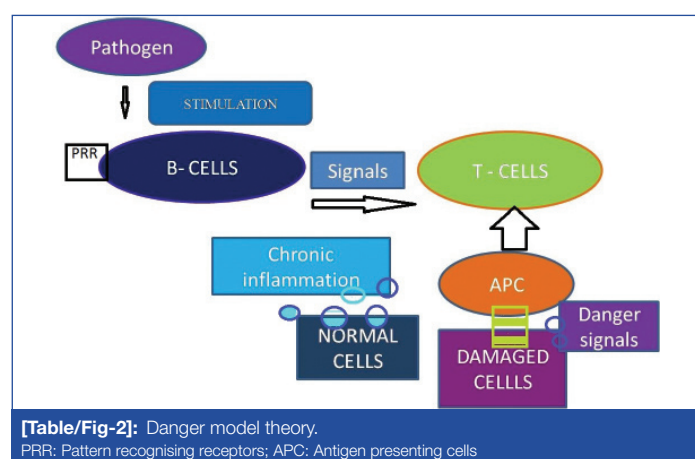 Pathogen
STIMULATION
PRR
B- CELLS
Signals
T - CELLS
Chronic
inflammation
APC
NORMAL
CELLS
Danger
signals
DAMAGED
CELLLS
[Table/Fig-2]: Danger model theory.
PRR: Pattern recognising receptors; APC: Antigen presenting cells